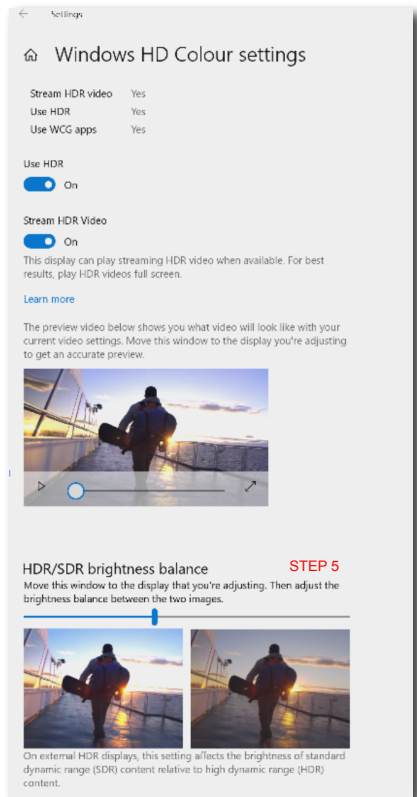 Settings
Windows HD Colour settings
Stream HDR video Yes
Use HDR Yes
Use WCG apps Yes
Use HDR
On
Stream HDR Video
On
This display can play streaming HDR video when available. For best
results, play HDR videos full screen.
Learn more
The preview video below shows you what video will look like with your
current video settings. Move this window to the display you're adjusting
to get an accurate preview.
HDR/SDR brightness balance STEP 5
Move this window to the display that you're adjusting. Then adjust the
brightness balance between the two images.
On external HDR displays, this setting affects the brightness of standard
dynamic range (SDR) content relative to high dynamic range (HDR)
content.